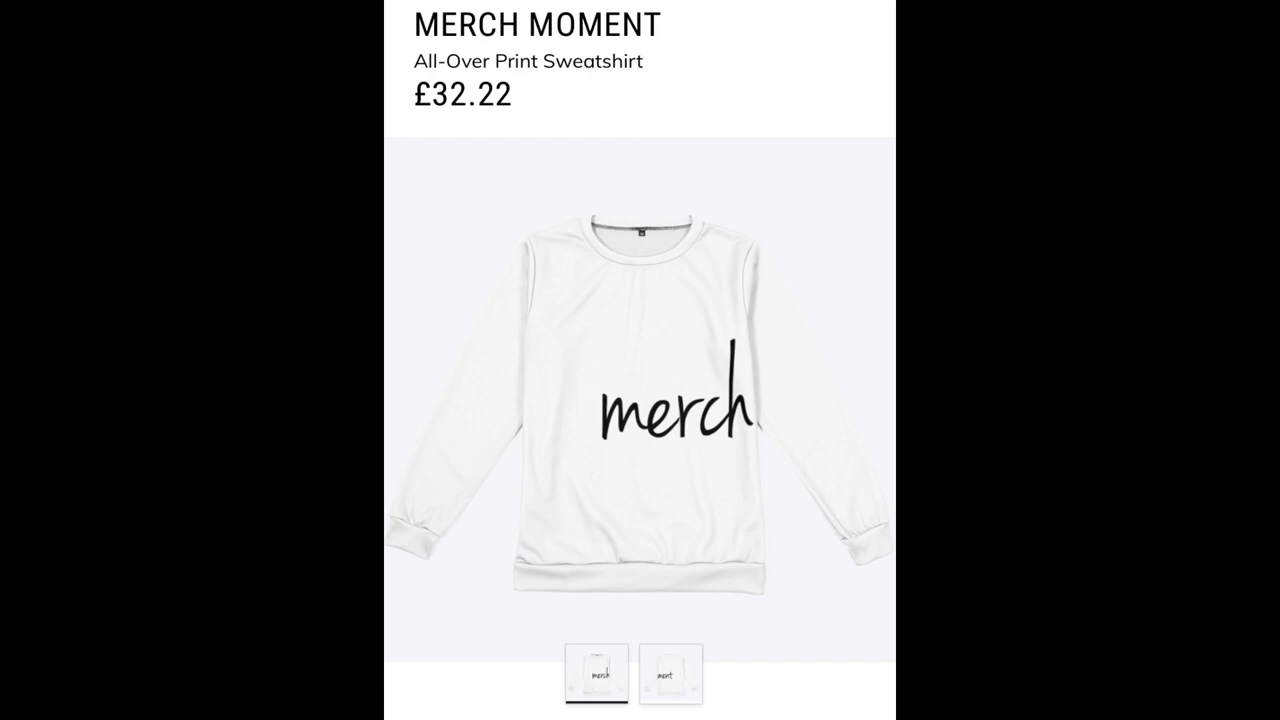 MERCH MOMENT
All-Over Print Sweatshirt
£32.22
merch
merch
ment